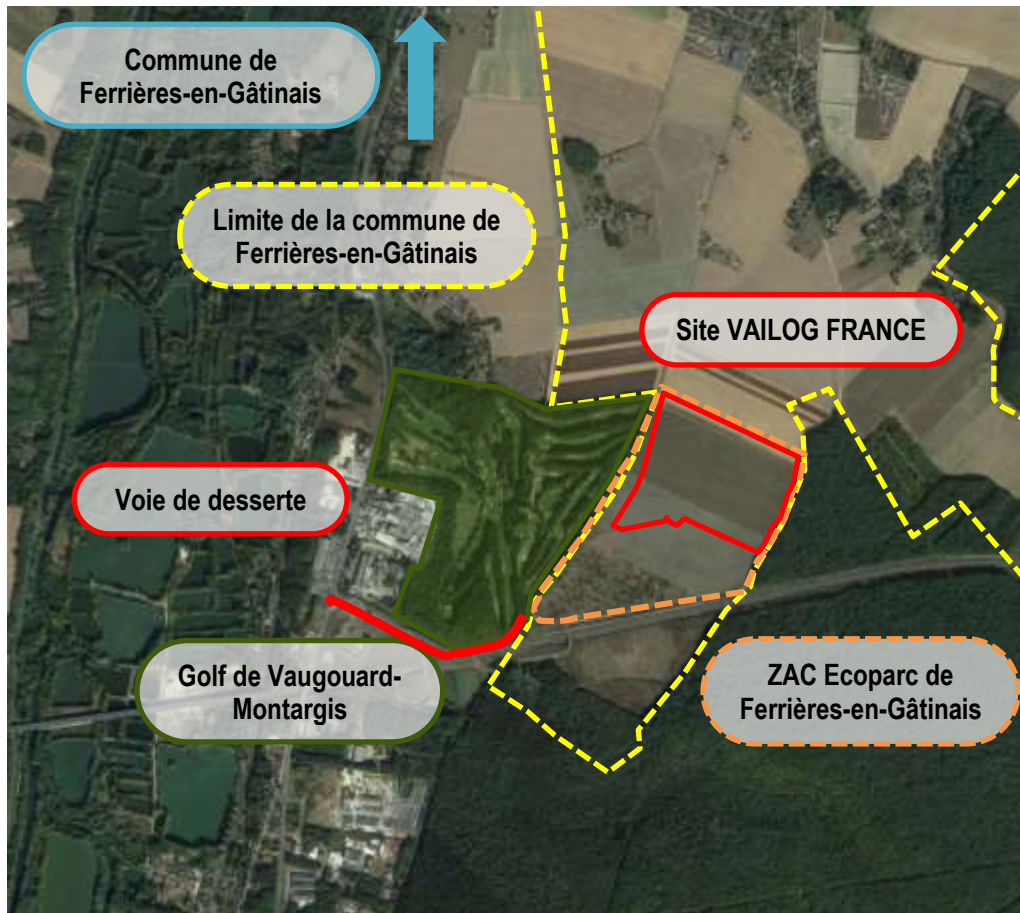 Commune de
Ferrières-en-Gâtinais
Limite de la commune de
Ferrières-en-Gâtinais
Site VAILOG FRANCE
Voie de desserte
Golf de Vaugouard-
Montargis
ZAC Ecoparc de
Ferrières-en-Gâtinais